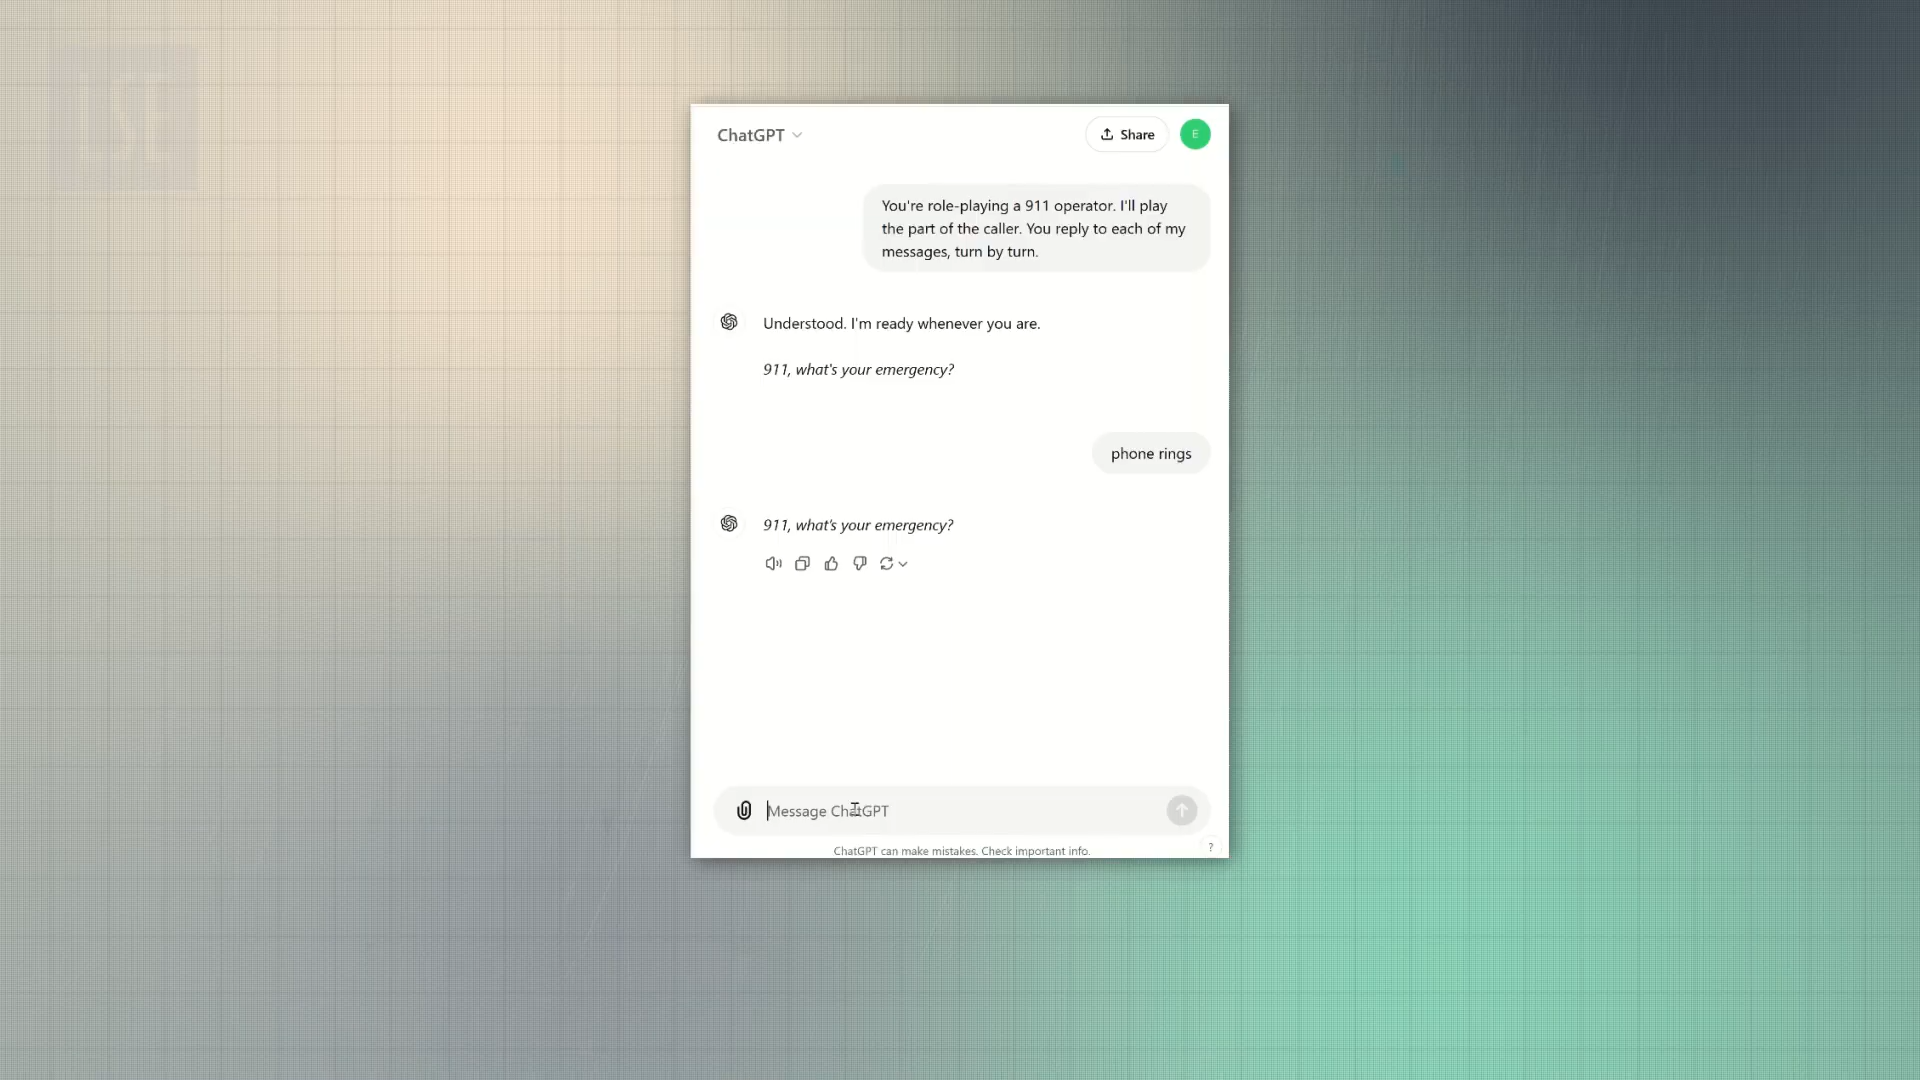 LSE
ChatGPT
Share
E
You're role-playing a 911 operator. I'll play
the part of the caller. You reply to each of my
messages, turn by turn.
Understood. I'm ready whenever you are.
911, what's your emergency?
phone rings
911, what's your emergency?
Message ChatGPT
ChatGPT can make mistakes. Check important info.
?